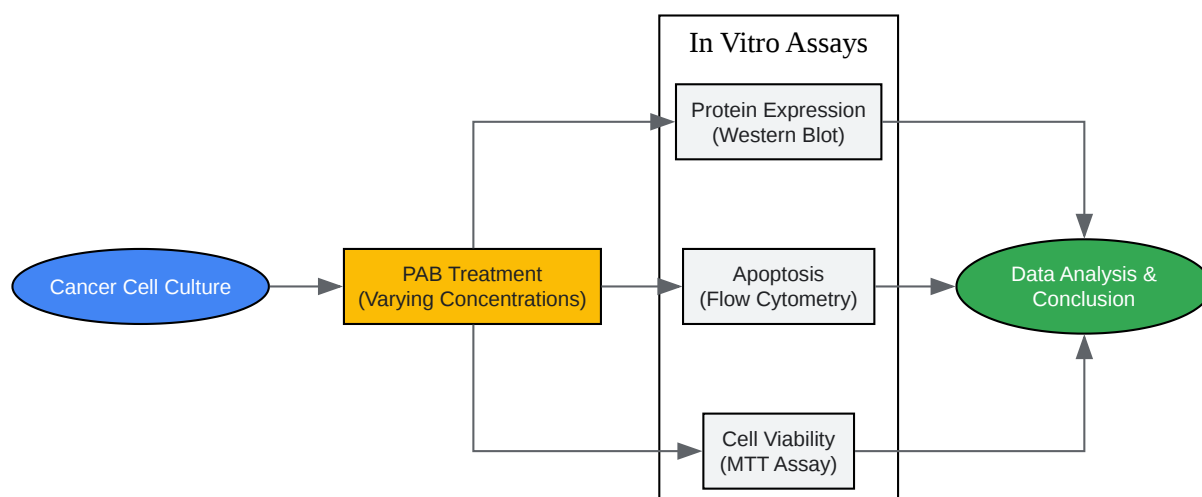 In Vitro Assays
Protein Expression
(Western Blot)
Cancer Cell Culture
PAB Treatment
(Varying Concentrations)
Apoptosis
(Flow Cytometry)
Data Analysis &
Conclusion
Cell Viability
(MTT Assay)